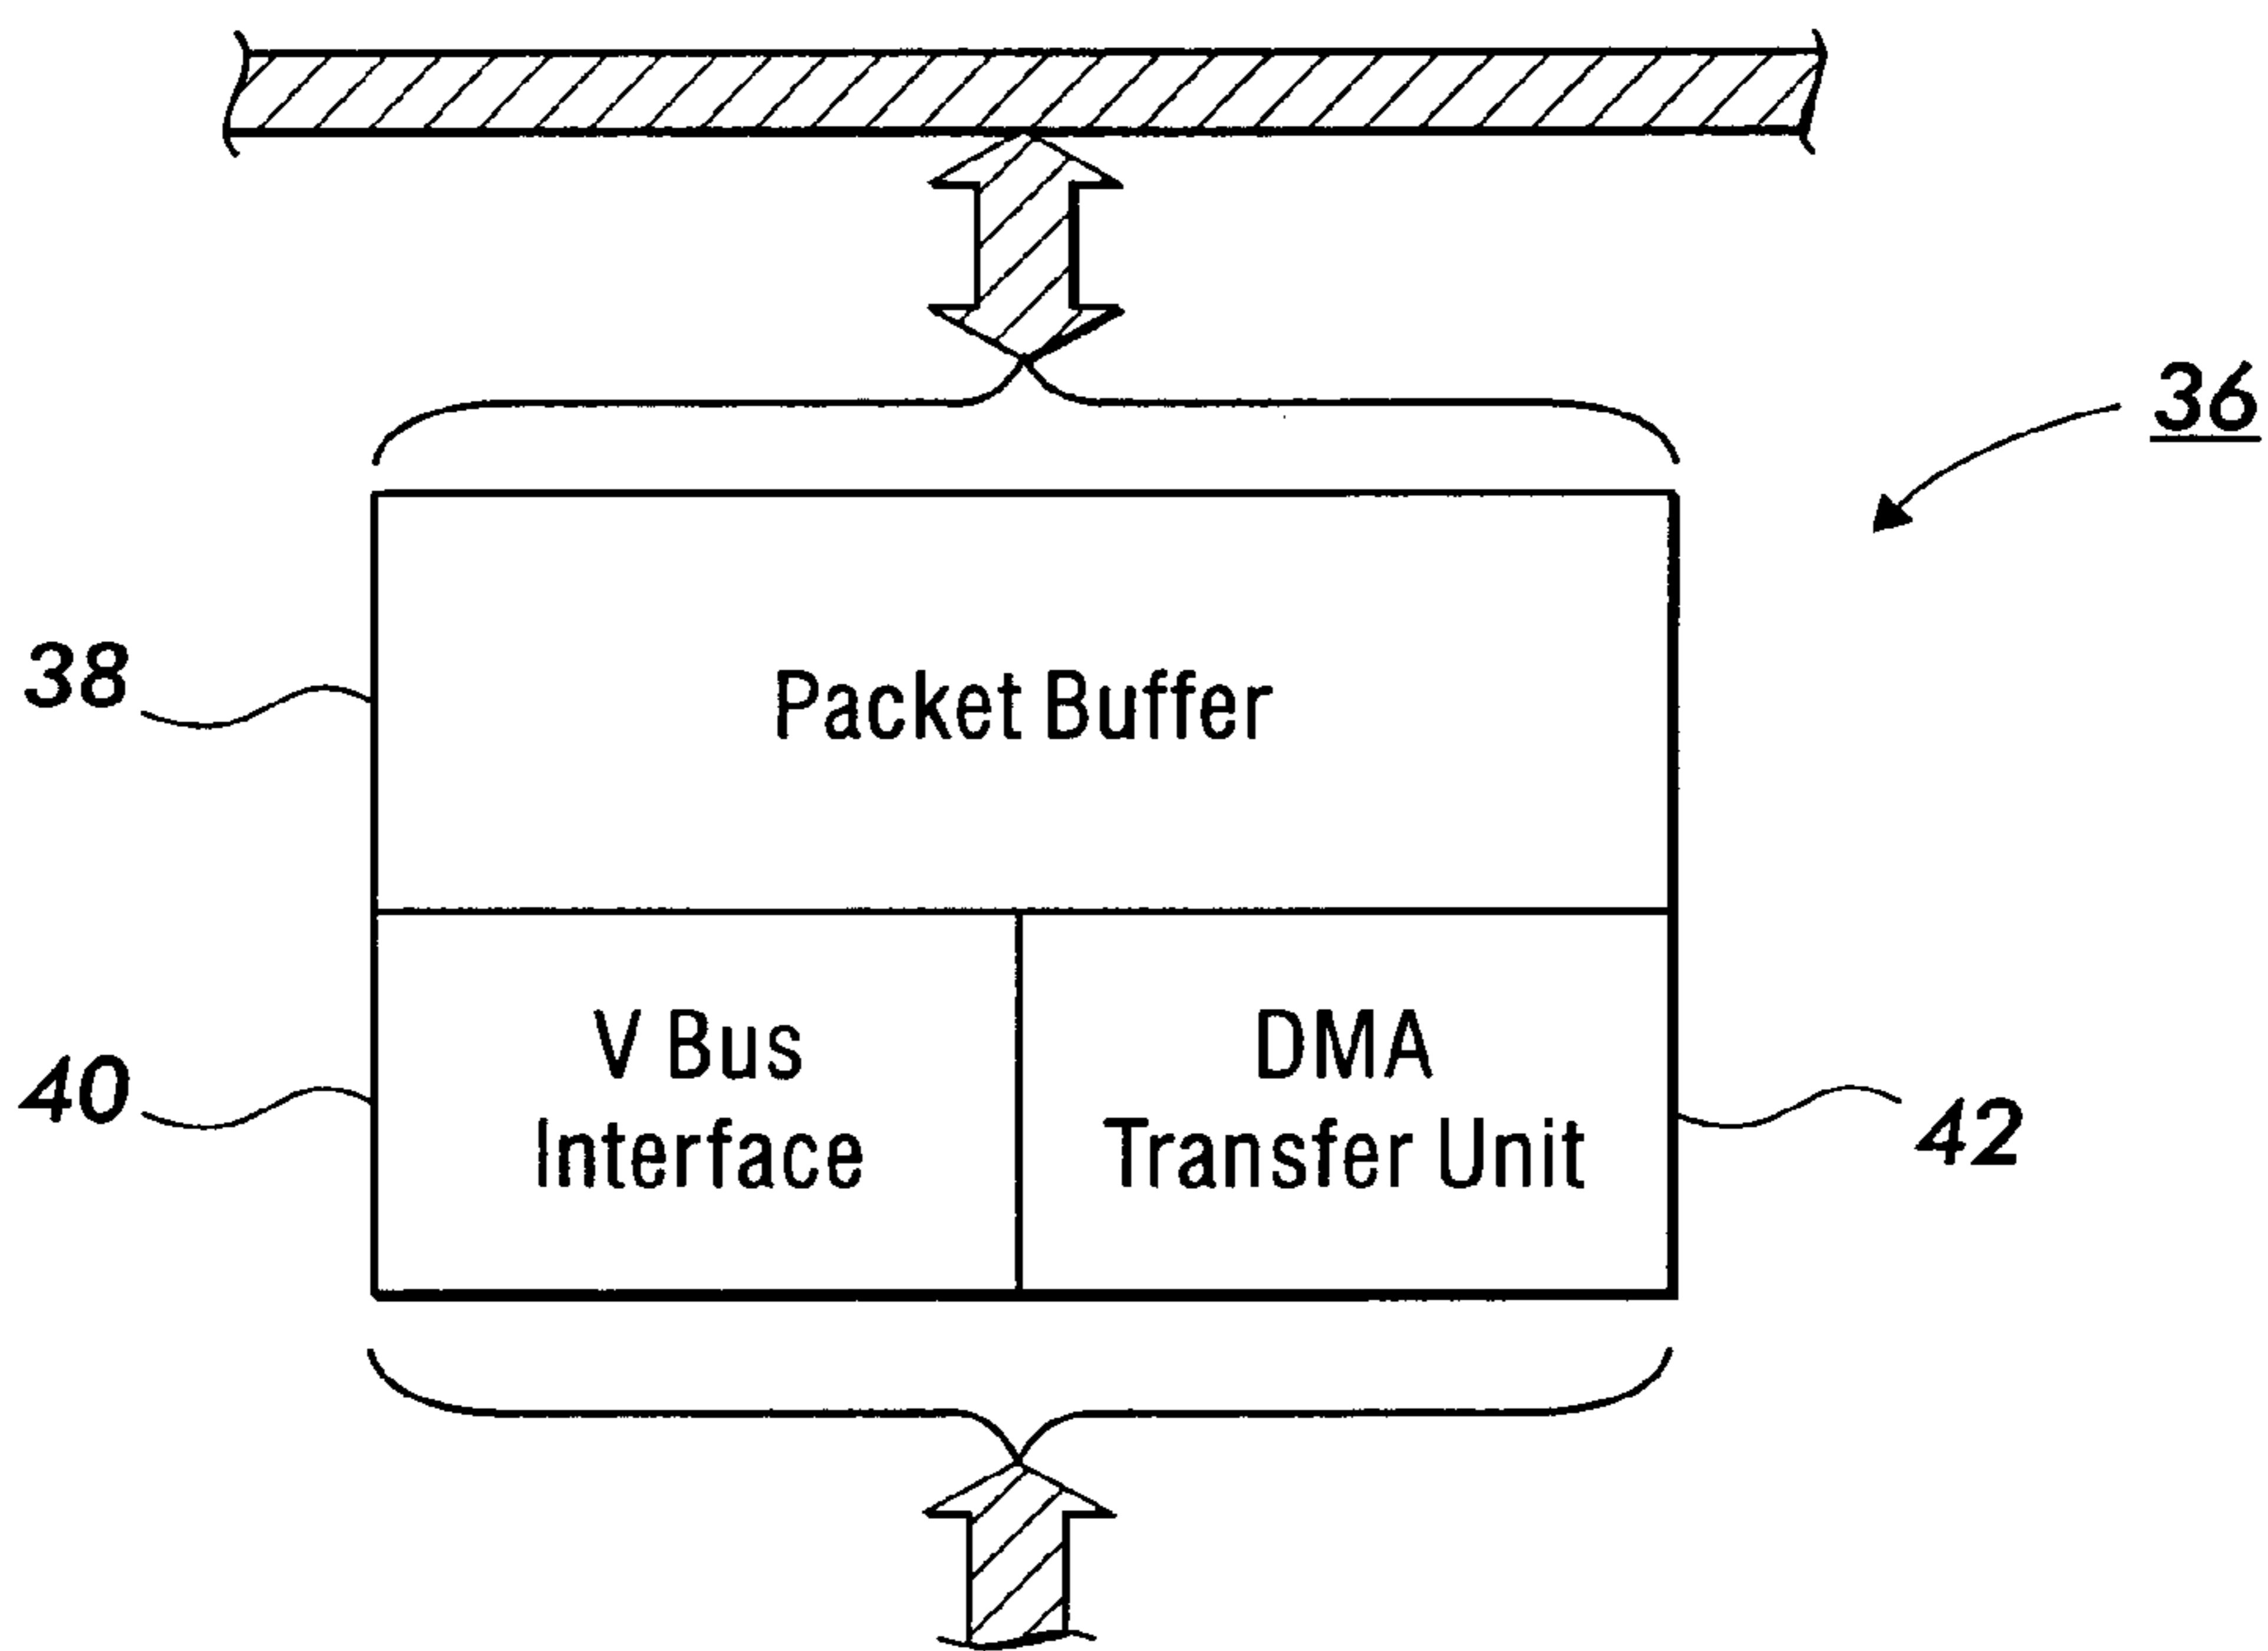 36
38
Packet Buffer
V Bus
Interface
DMA
Transfer Unit
40
42